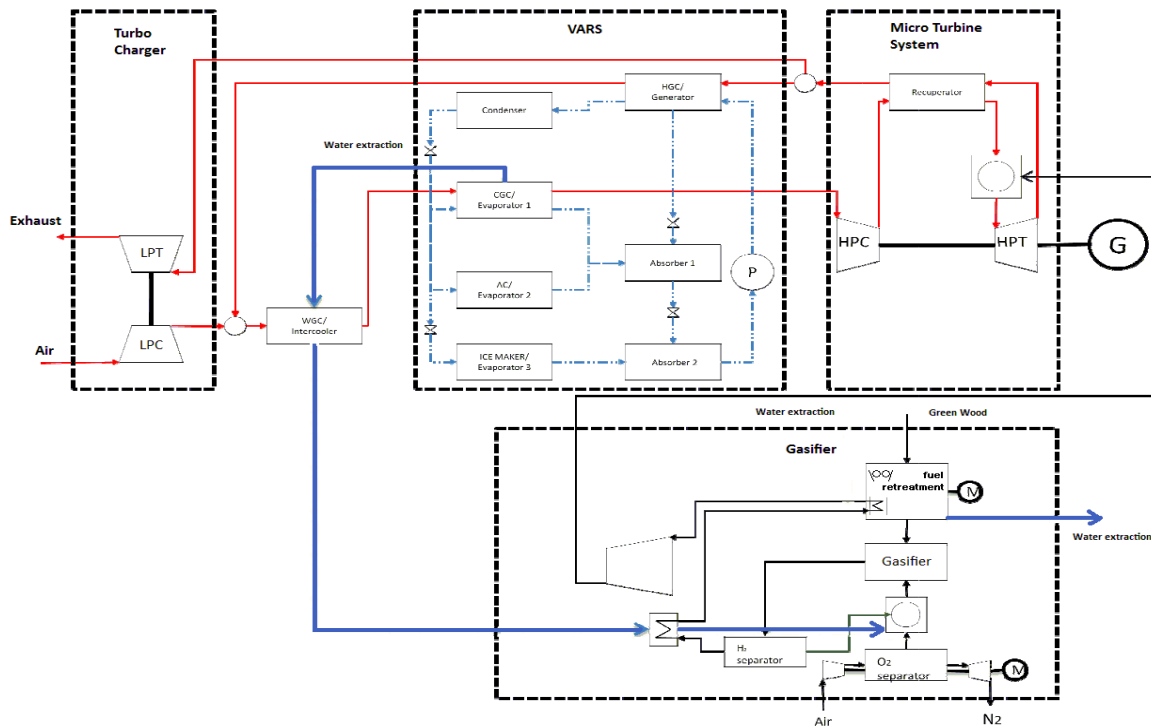 Turbo
Charger
VARS
Micro Turbine
System
HGC/
Generator
Recuperator
Condenser
Water extraction
CGC/
Evaporator 1
Exhaust
LPT
HPC
HPT
G
Absorber 1
P
AC/
Evaporator 2
WGC/
Intercooler
LPC
Air
ICE MAKER/
Evaporator 3
Absorber 2
Water extraction
Green Wood
Gasifier
fuel
retreatment
M
Water extraction
Gasifier
H2
separator
O2
separator
M
Air
N2